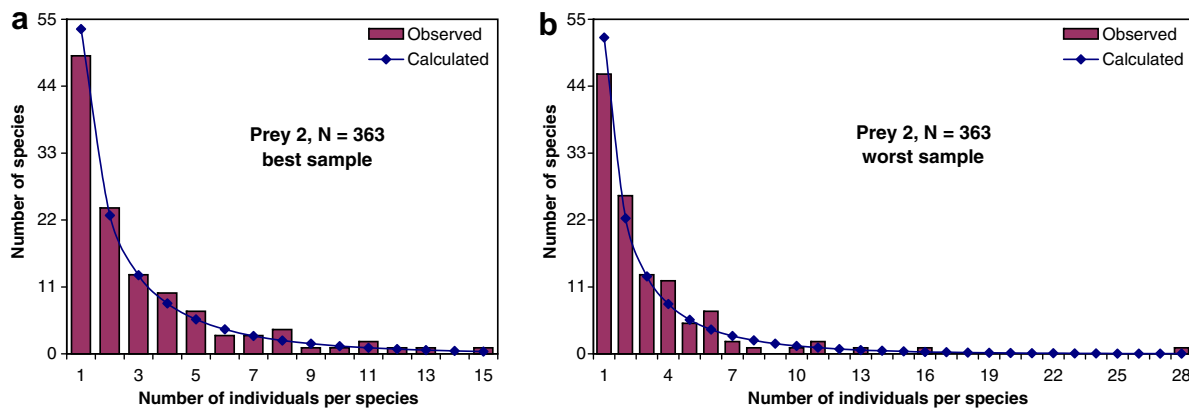 a
55
44
33
22
11
0
Number of species
Observed
Calculated
Prey 2, N = 363
best sample
1 3 5 7 9 11 13 15
Number of individuals per species
b
55
44
33
22
11
0
Number of species
Observed
Calculated
Prey 2, N = 363
worst sample
1 4 7 10 13 16 19 22 25 28
Number of individuals per species